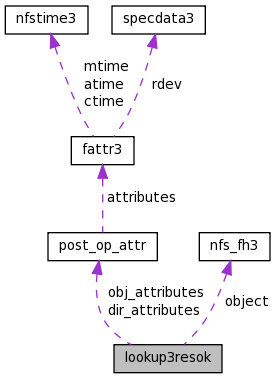 nfstime3
specdata3
mtime
atime
ctime
rdev
fattr3
attributes
post_op_attr
nfs_fh3
obj_attributes
dir_attributes
object
lookup3resok